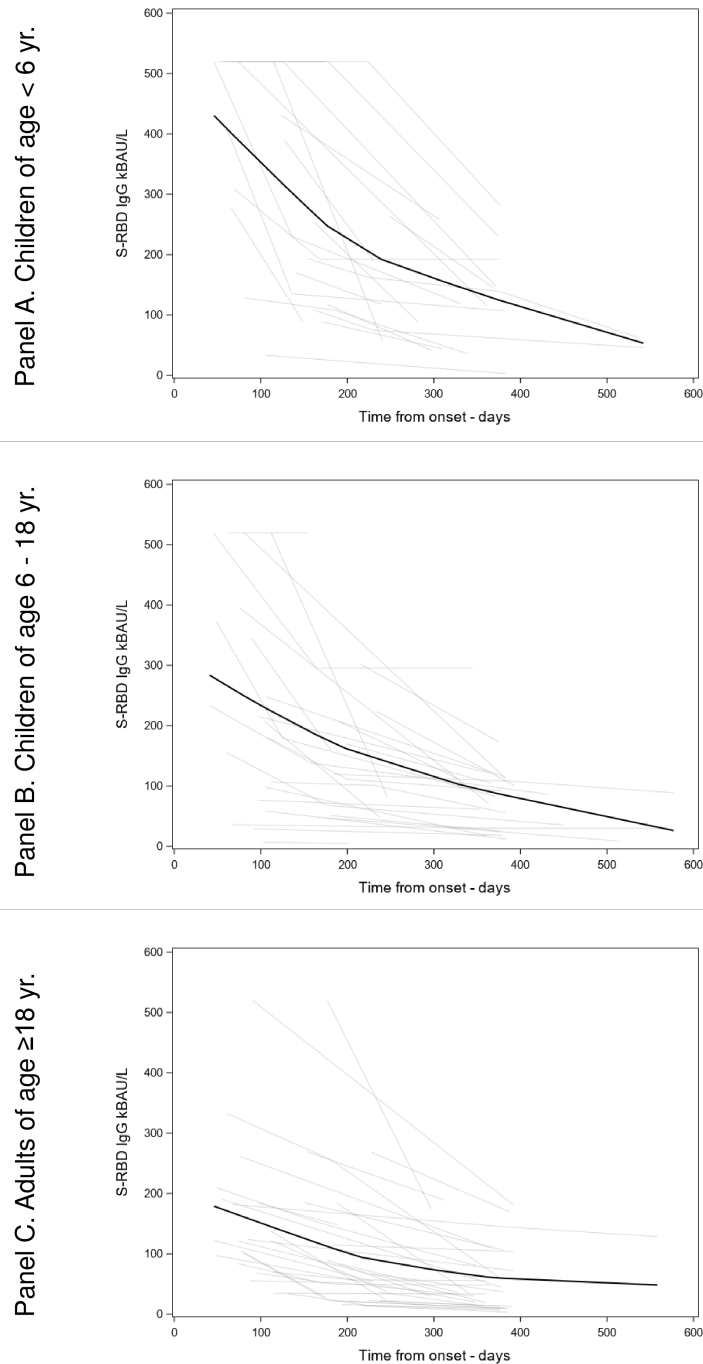 Panel A. Children of age < 6 yr.
S-RBD IgG kBAU/L
600
500
400
300
200
100
0
0 100 200 300 400 500 600
Time from onset - days
Panel B. Children of age 6 - 18 yr.
S-RBD IgG kBAU/L
600
500
400
300
200
100
0
0 100 200 300 400 500 600
Time from onset - days
Panel C. Adults of age ≥18 yr.
S-RBD IgG kBAU/L
600
500
400
300
200
100
0
0 100 200 300 400 500 600
Time from onset - days